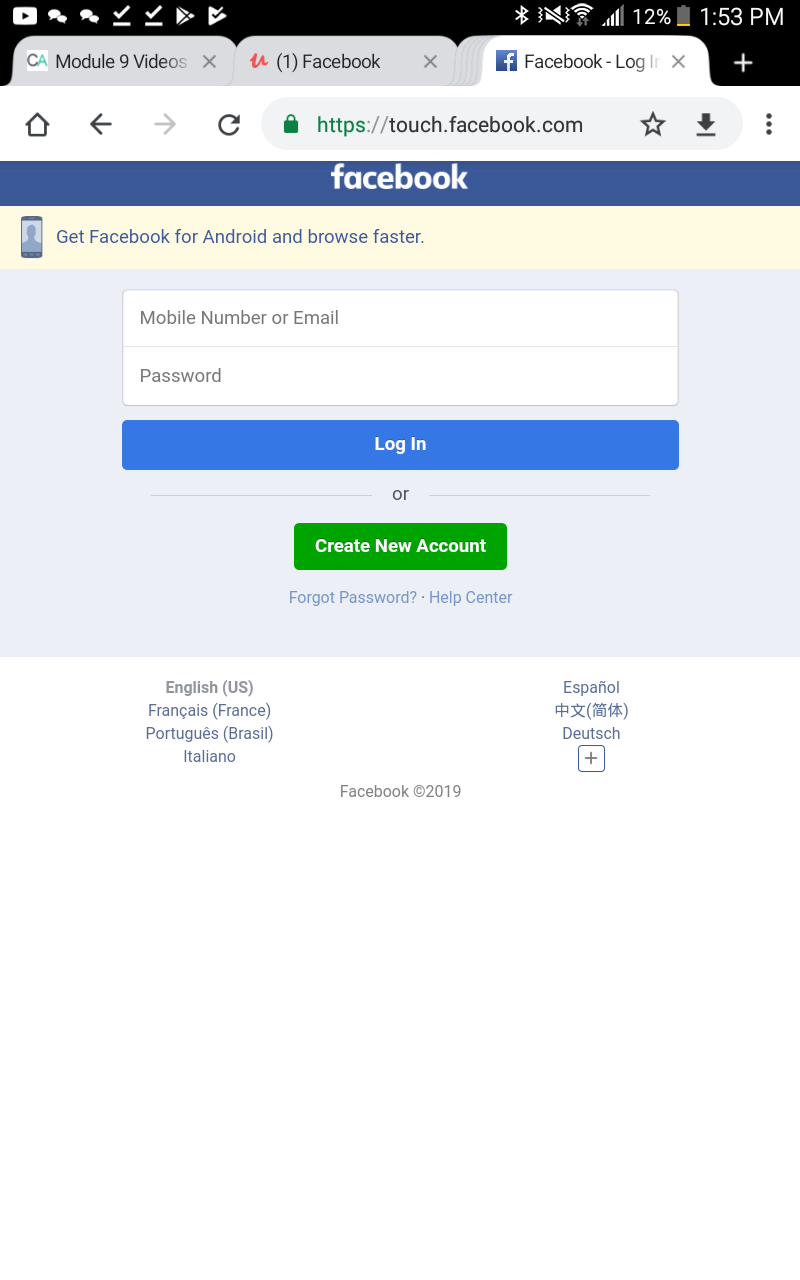 12% 1:53 PM
CA Module 9 Videos
(1) Facebook
Facebook - Log In
https://touch.facebook.com
facebook
Get Facebook for Android and browse faster.
Mobile Number or Email
Password
Log In
or
Create New Account
Forgot Password? · Help Center
English (US)
Español
Français (France)
中文(简体)
Português (Brasil)
Deutsch
Italiano
Facebook ©2019